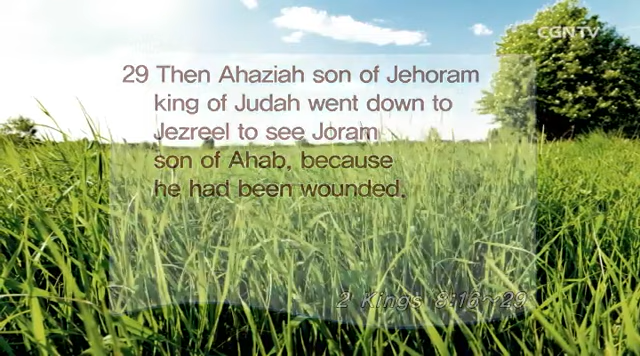 CGNTV
29 Then Ahaziah son of Jehoram
king of Judah went down to
Jezreel to see Joram
son of Ahab, because
he had been wounded.
2 Kings 8:16~29